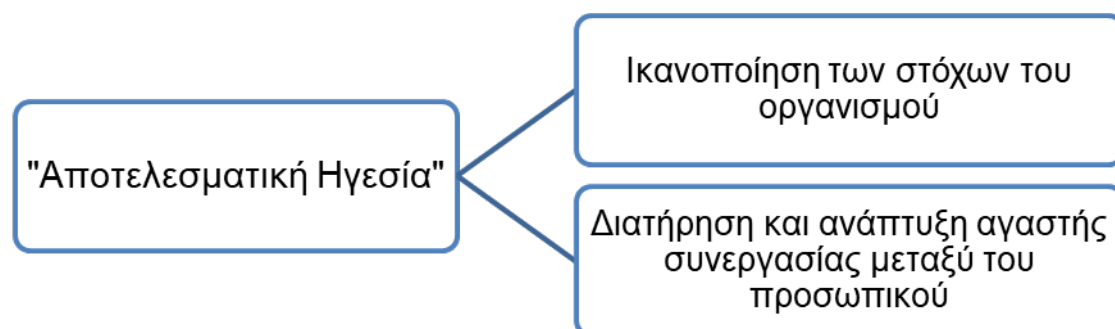 "Αποτελεσματική Ηγεσία"
Ικανοποίηση των στόχων του
οργανισμού
Διατήρηση και ανάπτυξη αγαστής
συνεργασίας μεταξύ του
προσωπικού